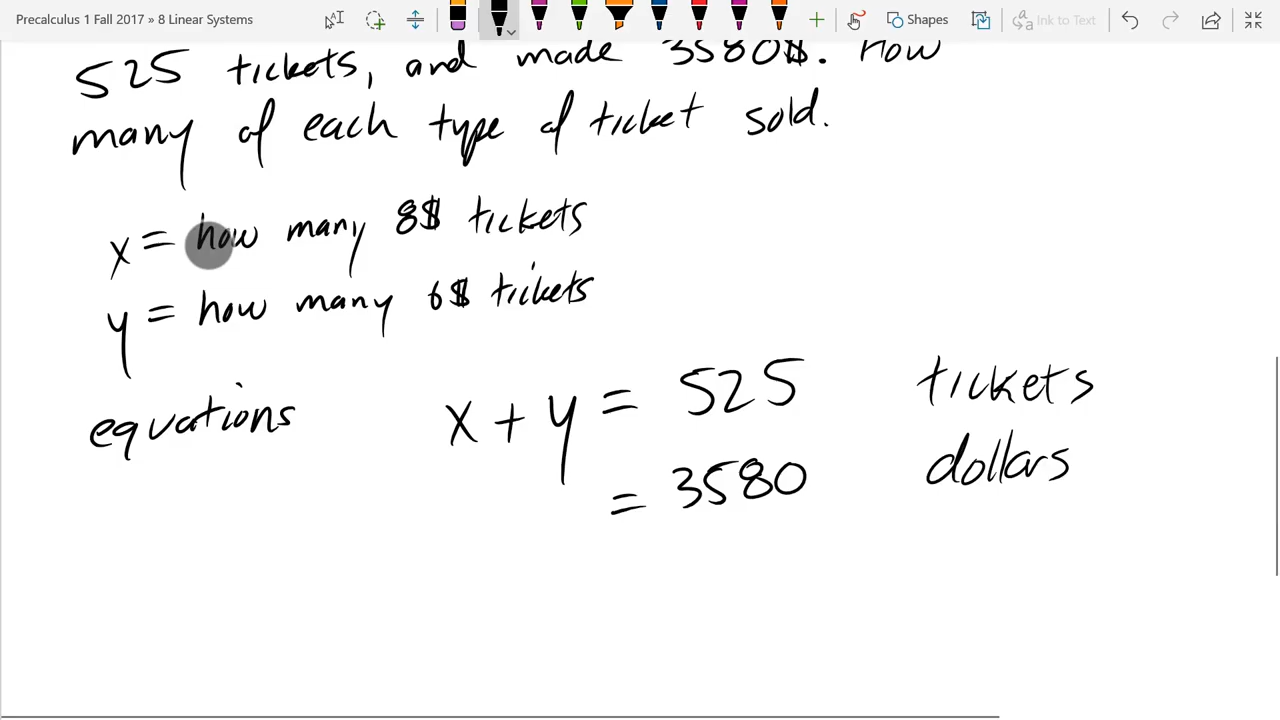 Precalculus 1 Fall 2017 » 8 Linear Systems Shapes Ink to Text
525 tickets, and made 3580$. How
many of each type of ticket sold.
x = how many 8$ tickets
y = how many 6$ tickets
equations x + y = 525 tickets
= 3580 dollars